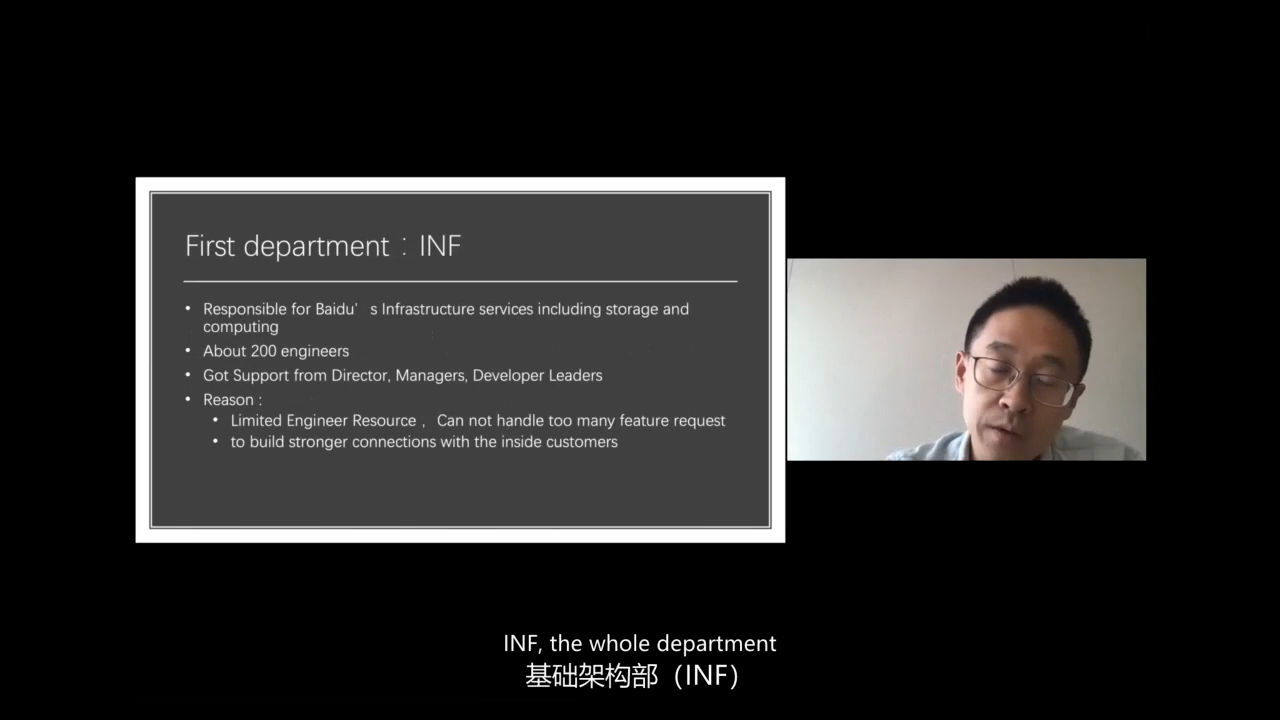 First department：INF
• Responsible for Baidu’ s Infrastructure services including storage and
computing
• About 200 engineers
• Got Support from Director, Managers, Developer Leaders
• Reason :
• Limited Engineer Resource， Can not handle too many feature request
• to build stronger connections with the inside customers
INF, the whole department
基础架构部（INF）